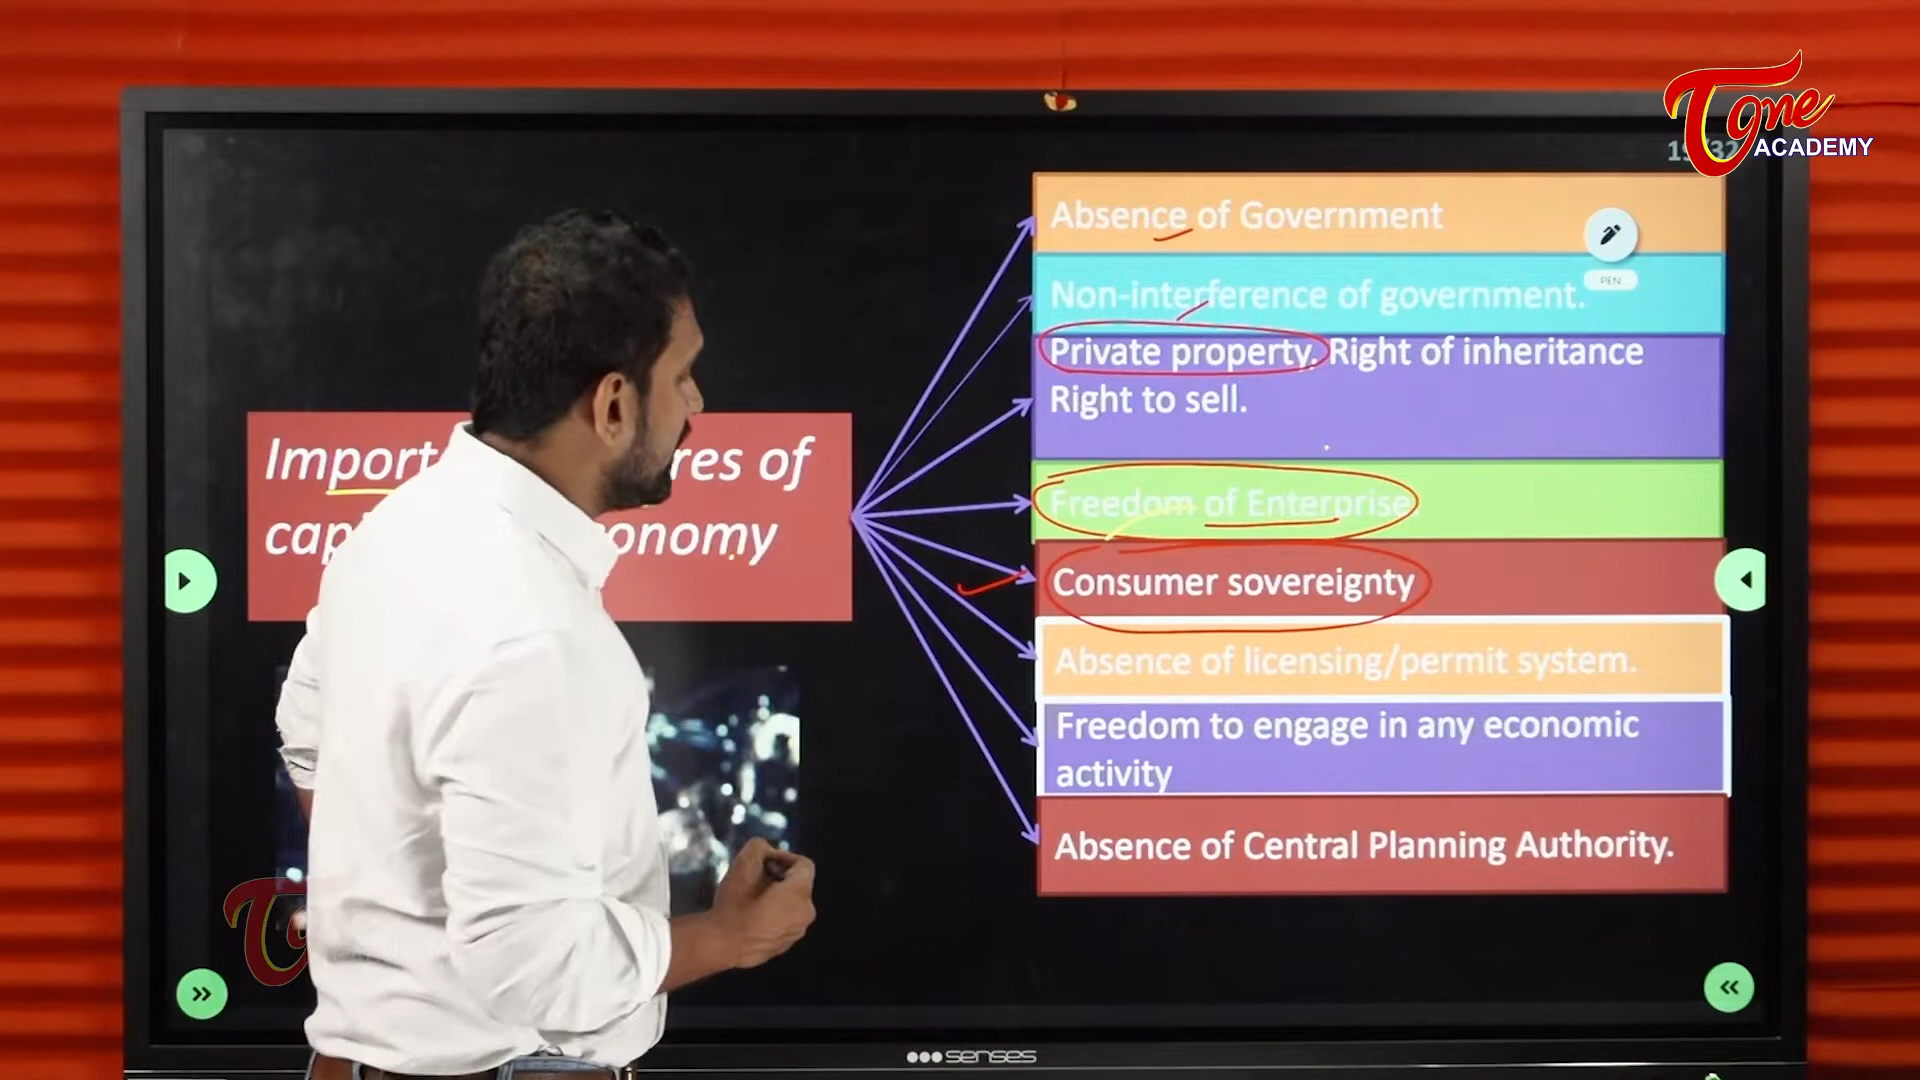 Tone
ACADEMY
Absence of Government
PEN
Non-interference of government.
Private property. Right of inheritance
Right to sell.
res of
onomy
Freedom of Enterprise.
Consumer sovereignty
Absence of licensing/permit system.
Freedom to engage in any economic
activity
Absence of Central Planning Authority.
senses